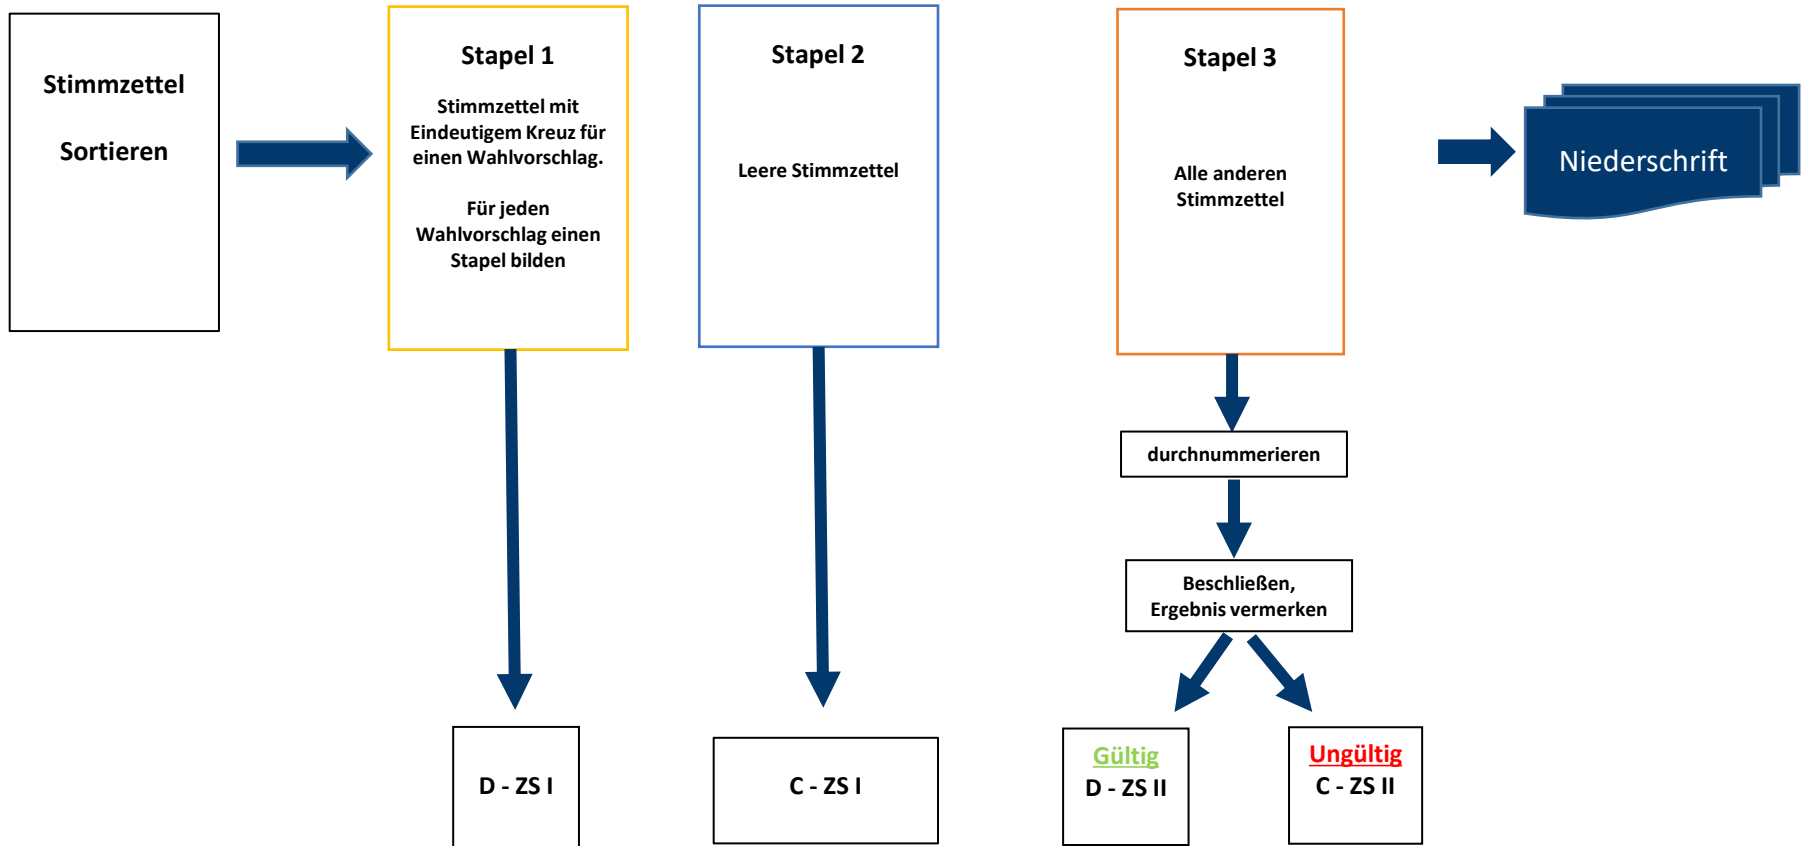 Stimmzettel
Sortieren
Stapel 1
Stimmzettel mit
Eindeutigem Kreuz für
einen Wahlvorschlag.
Für jeden
Wahlvorschlag einen
Stapel bilden
Stapel 2
Leere Stimmzettel
Stapel 3
Alle anderen
Stimmzettel
Niederschrift
durchnummerieren
Beschließen,
Ergebnis vermerken
D - ZS I
C - ZS I
Gültig
D - ZS II
Ungültig
C - ZS II